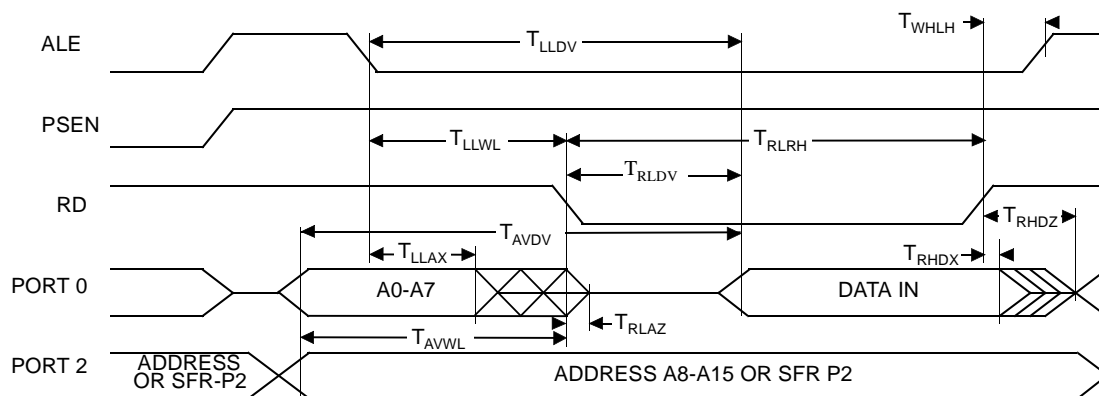 ALE
TLLDV
TWHLH
PSEN
TLLWL
TRLRH
TRLDV
RD
TAVDV
TRHDZ
TLLAX
TRHDX
PORT 0
A0-A7
DATA IN
TRLAZ
TAVWL
PORT 2
ADDRESS
OR SFR-P2
ADDRESS A8-A15 OR SFR P2